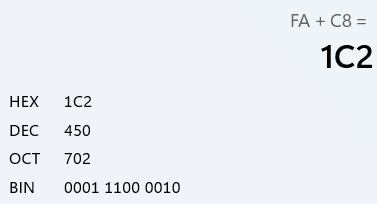 FA + C8 =
1C2
HEX 1C2
DEC 450
OCT 702
BIN 0001 1100 0010